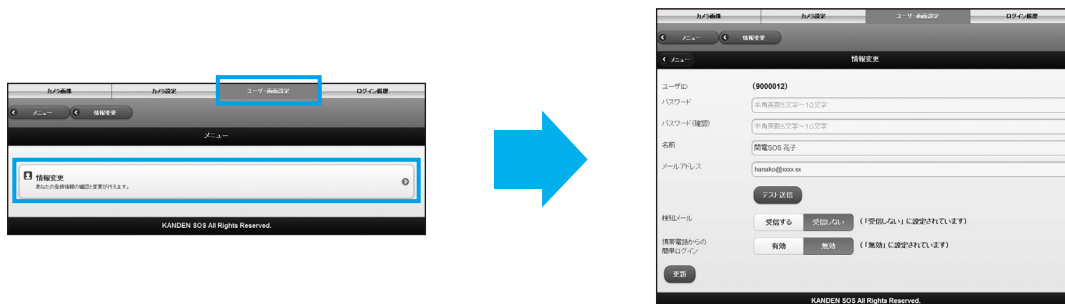 カメラ画像 カメラ設定 ユーザ・画面設定 ログイン履歴
メニュー 情報変更
メニュー
情報変更
あなたの登録情報の確認と変更が行えます。
KANDEN SOS All Rights Reserved.
カメラ画像 カメラ設定 ユーザ・画面設定 ログイン履歴
メニュー 情報変更
メニュー 情報変更
ユーザID (9000012)
パスワード 半角英数5文字~10文字
パスワード(確認) 半角英数5文字~10文字
名前 関電SOS 花子
メールアドレス hanako@xxxx.xx
テスト送信
検知メール 受信する 受信しない (「受信しない」に設定されています)
携帯電話からの
簡単ログイン 有効 無効 (「無効」に設定されています)
更新
KANDEN SOS All Rights Reserved.